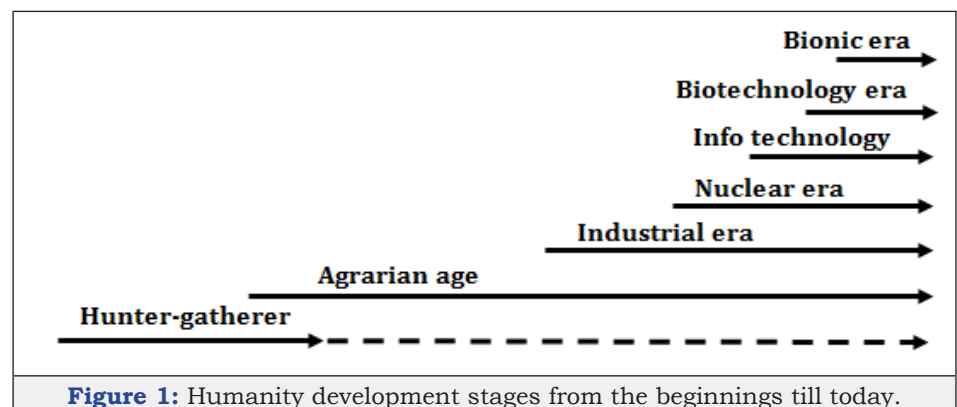 Bionic era
Biotechnology era
Info technology
Nuclear era
Industrial era
Agrarian age
Hunter-gatherer
Figure 1: Humanity development stages from the beginnings till today.